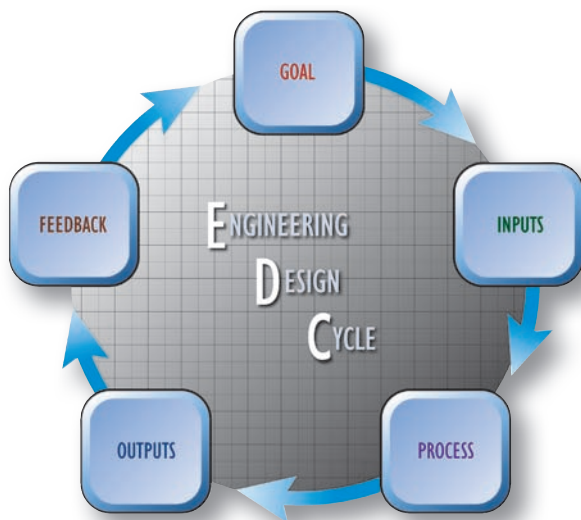 GOAL
FEEDBACK
INPUTS
ENGINEERING
DESIGN
CYCLE
OUTPUTS
PROCESS